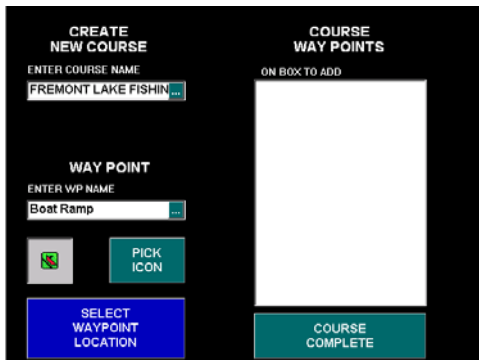 CREATE
NEW COURSE
ENTER COURSE NAME
FREMONT LAKE FISHIN
...
WAY POINT
ENTER WP NAME
Boat Ramp
...
PICK
ICON
SELECT
WAYPOINT
LOCATION
COURSE
WAY POINTS
ON BOX TO ADD
COURSE
COMPLETE